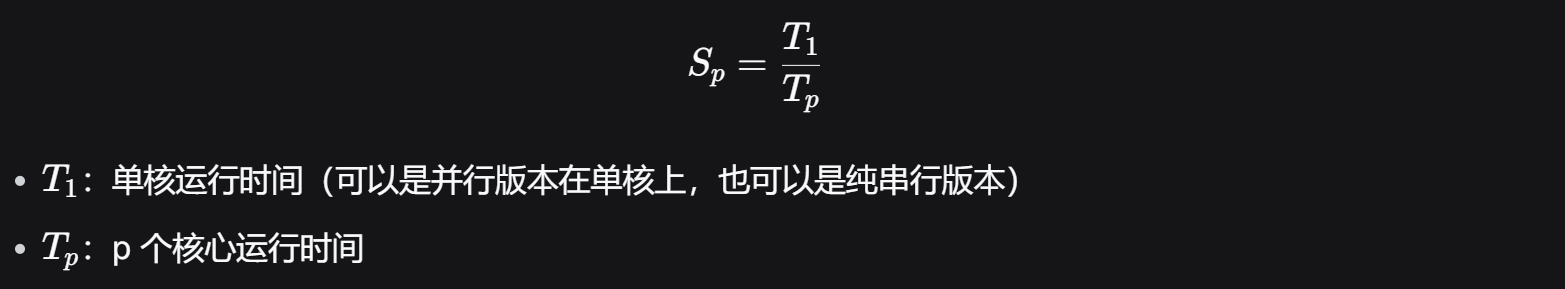 $$S_p = \frac{T_1}{T_p}$$
• $T_1$：单核运行时间（可以是并行版本在单核上，也可以是纯串行版本）
• $T_p$：p 个核心运行时间